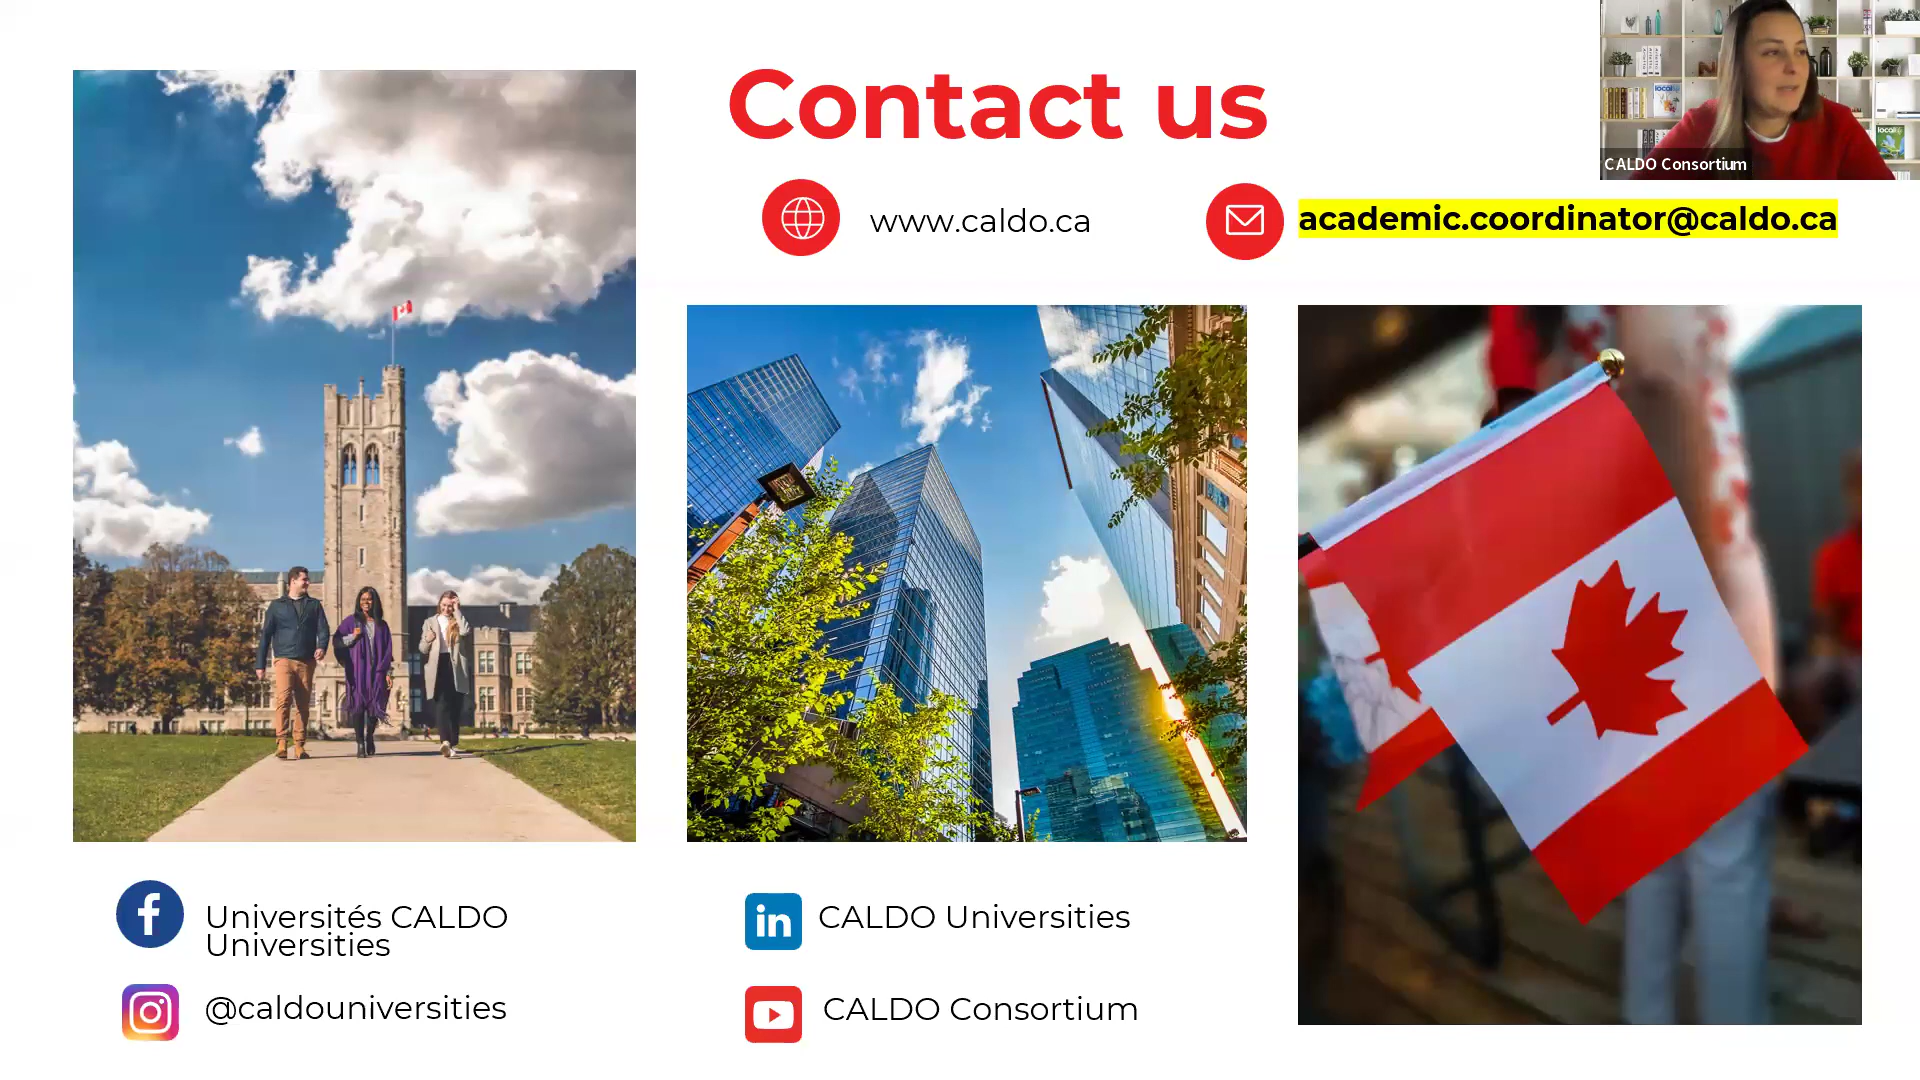 Contact us
CALDO Consortium
www.caldo.ca
academic.coordinator@caldo.ca
Universités CALDO
Universities
CALDO Universities
@caldouniversities
CALDO Consortium